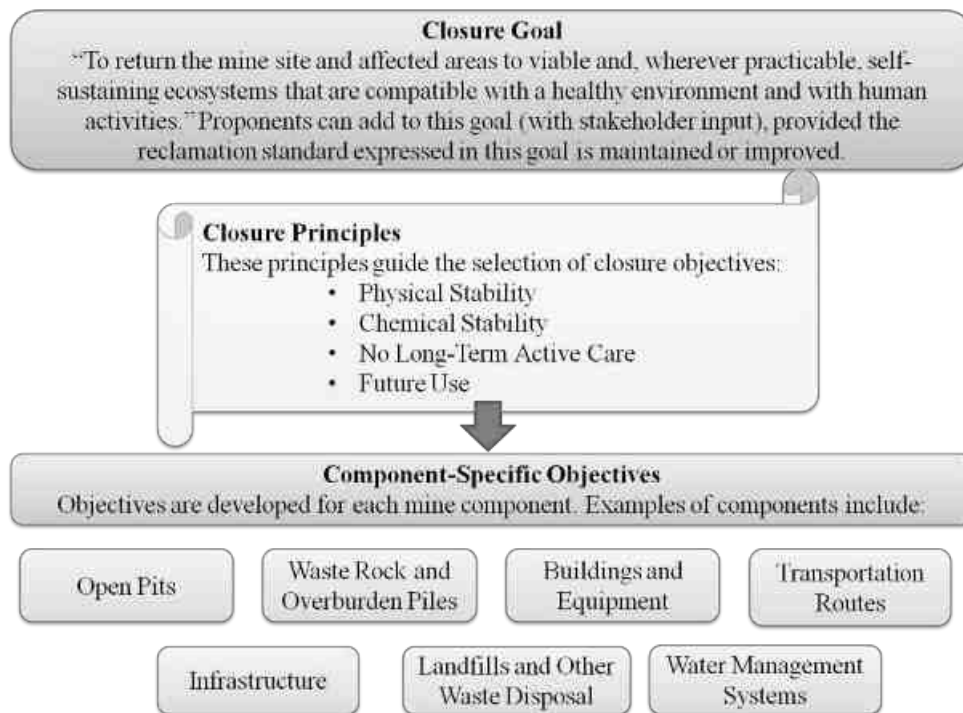 Closure Goal
"To return the mine site and affected areas to viable and, wherever practicable, self-
sustaining ecosystems that are compatible with a healthy environment and with human
activities." Proponents can add to this goal (with stakeholder input), provided the
reclamation standard expressed in this goal is maintained or improved.
Closure Principles
These principles guide the selection of closure objectives:
• Physical Stability
• Chemical Stability
• No Long-Term Active Care
• Future Use
Component-Specific Objectives
Objectives are developed for each mine component. Examples of components include:
Open Pits
Waste Rock and
Overburden Piles
Buildings and
Equipment
Transportation
Routes
Infrastructure
Landfills and Other
Waste Disposal
Water Management
Systems